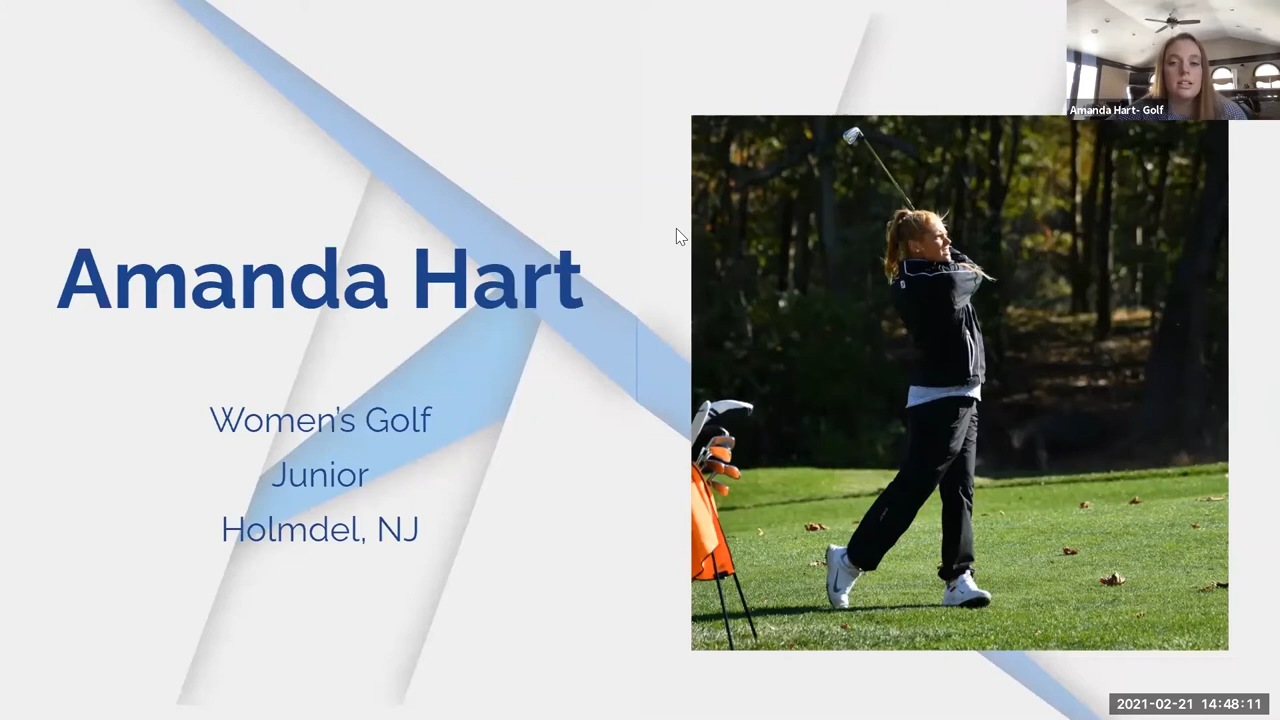 Amanda Hart- Golf
Amanda Hart
Women's Golf
Junior
Holmdel, NJ
2021-02-21 14:48:11